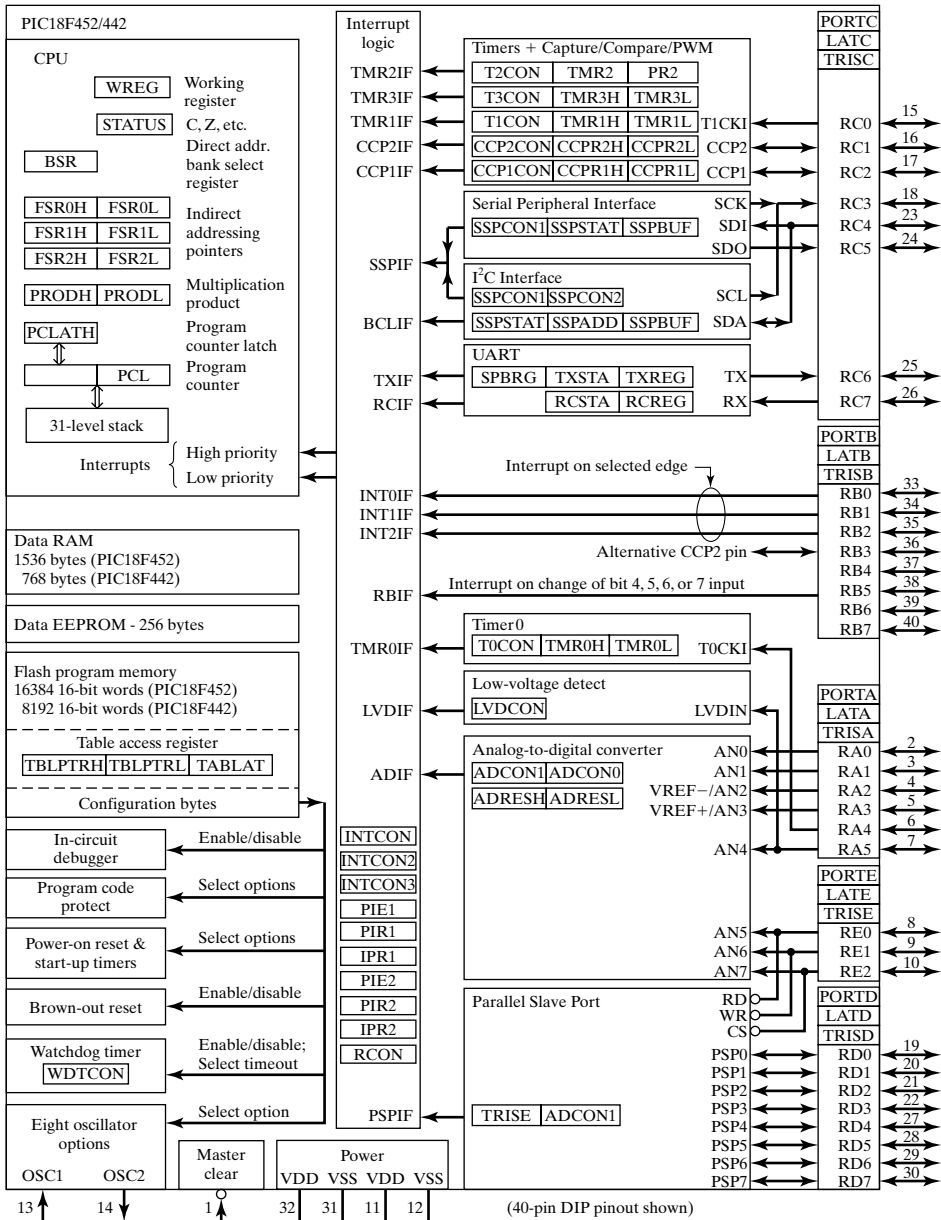 PIC18F452/442
CPU
WREG
Working
register
STATUS
C, Z, etc.
BSR
Direct addr.
bank select
register
FSR0H FSR0L
FSR1H FSR1L
FSR2H FSR2L
Indirect
addressing
pointers
PRODH PRODL
Multiplication
product
PCLATH
Program
counter latch
PCL
Program
counter
31-level stack
Interrupts
High priority
Low priority
Data RAM
1536 bytes (PIC18F452)
768 bytes (PIC18F442)
Data EEPROM - 256 bytes
Flash program memory
16384 16-bit words (PIC18F452)
8192 16-bit words (PIC18F442)
Table access register
TBLPTRH TBLPTRL TABLAT
Configuration bytes
In-circuit
debugger
Enable/disable
Program code
protect
Select options
Power-on reset &
start-up timers
Select options
Brown-out reset
Enable/disable
Watchdog timer
WDTCON
Enable/disable;
Select timeout
Eight oscillator
options
Select option
OSC1 OSC2
13 14
Master
clear
1
Power
VDD VSS VDD VSS
32 31 11 12
(40-pin DIP pinout shown)
Interrupt
logic
TMR2IF
TMR3IF
TMR1IF
CCP2IF
CCP1IF
SSPIF
BCLIF
TXIF
RCIF
INT0IF
INT1IF
INT2IF
RBIF
TMR0IF
LVDIF
ADIF
INTCON
INTCON2
INTCON3
PIE1
PIR1
IPR1
PIE2
PIR2
IPR2
RCON
PSPIF
Timers + Capture/Compare/PWM
T2CON TMR2 PR2
T3CON TMR3H TMR3L
T1CON TMR1H TMR1L T1CKI
CCP2CON CCPR2H CCPR2L CCP2
CCP1CON CCPR1H CCPR1L CCP1
Serial Peripheral Interface SCK
SSPCON1 SSPSTAT SSPBUF SDI
SDO
I2C Interface
SSPCON1 SSPCON2 SCL
SSPSTAT SSPADD SSPBUF SDA
UART
SPBRG TXSTA TXREG TX
RCSTA RCREG RX
Interrupt on selected edge
Alternative CCP2 pin
Interrupt on change of bit 4, 5, 6, or 7 input
Timer0
T0CON TMR0H TMR0L T0CKI
Low-voltage detect
LVDCON LVDIN
Analog-to-digital converter
ADCON1 ADCON0
ADRESH ADRESL
AN0
AN1
VREF−/AN2
VREF+/AN3
AN4
AN5
AN6
AN7
Parallel Slave Port
RD
WR
CS
TRISE ADCON1
PSP0
PSP1
PSP2
PSP3
PSP4
PSP5
PSP6
PSP7
PORTC
LATC
TRISC
RC0 15
RC1 16
RC2 17
RC3 18
RC4 23
RC5 24
RC6 25
RC7 26
PORTB
LATB
TRISB
RB0 33
RB1 34
RB2 35
RB3 36
RB4 37
RB5 38
RB6 39
RB7 40
PORTA
LATA
TRISA
RA0 2
RA1 3
RA2 4
RA3 5
RA4 6
RA5 7
PORTE
LATE
TRISE
RE0 8
RE1 9
RE2 10
PORTD
LATD
TRISD
RD0 19
RD1 20
RD2 21
RD3 22
RD4 27
RD5 28
RD6 29
RD7 30